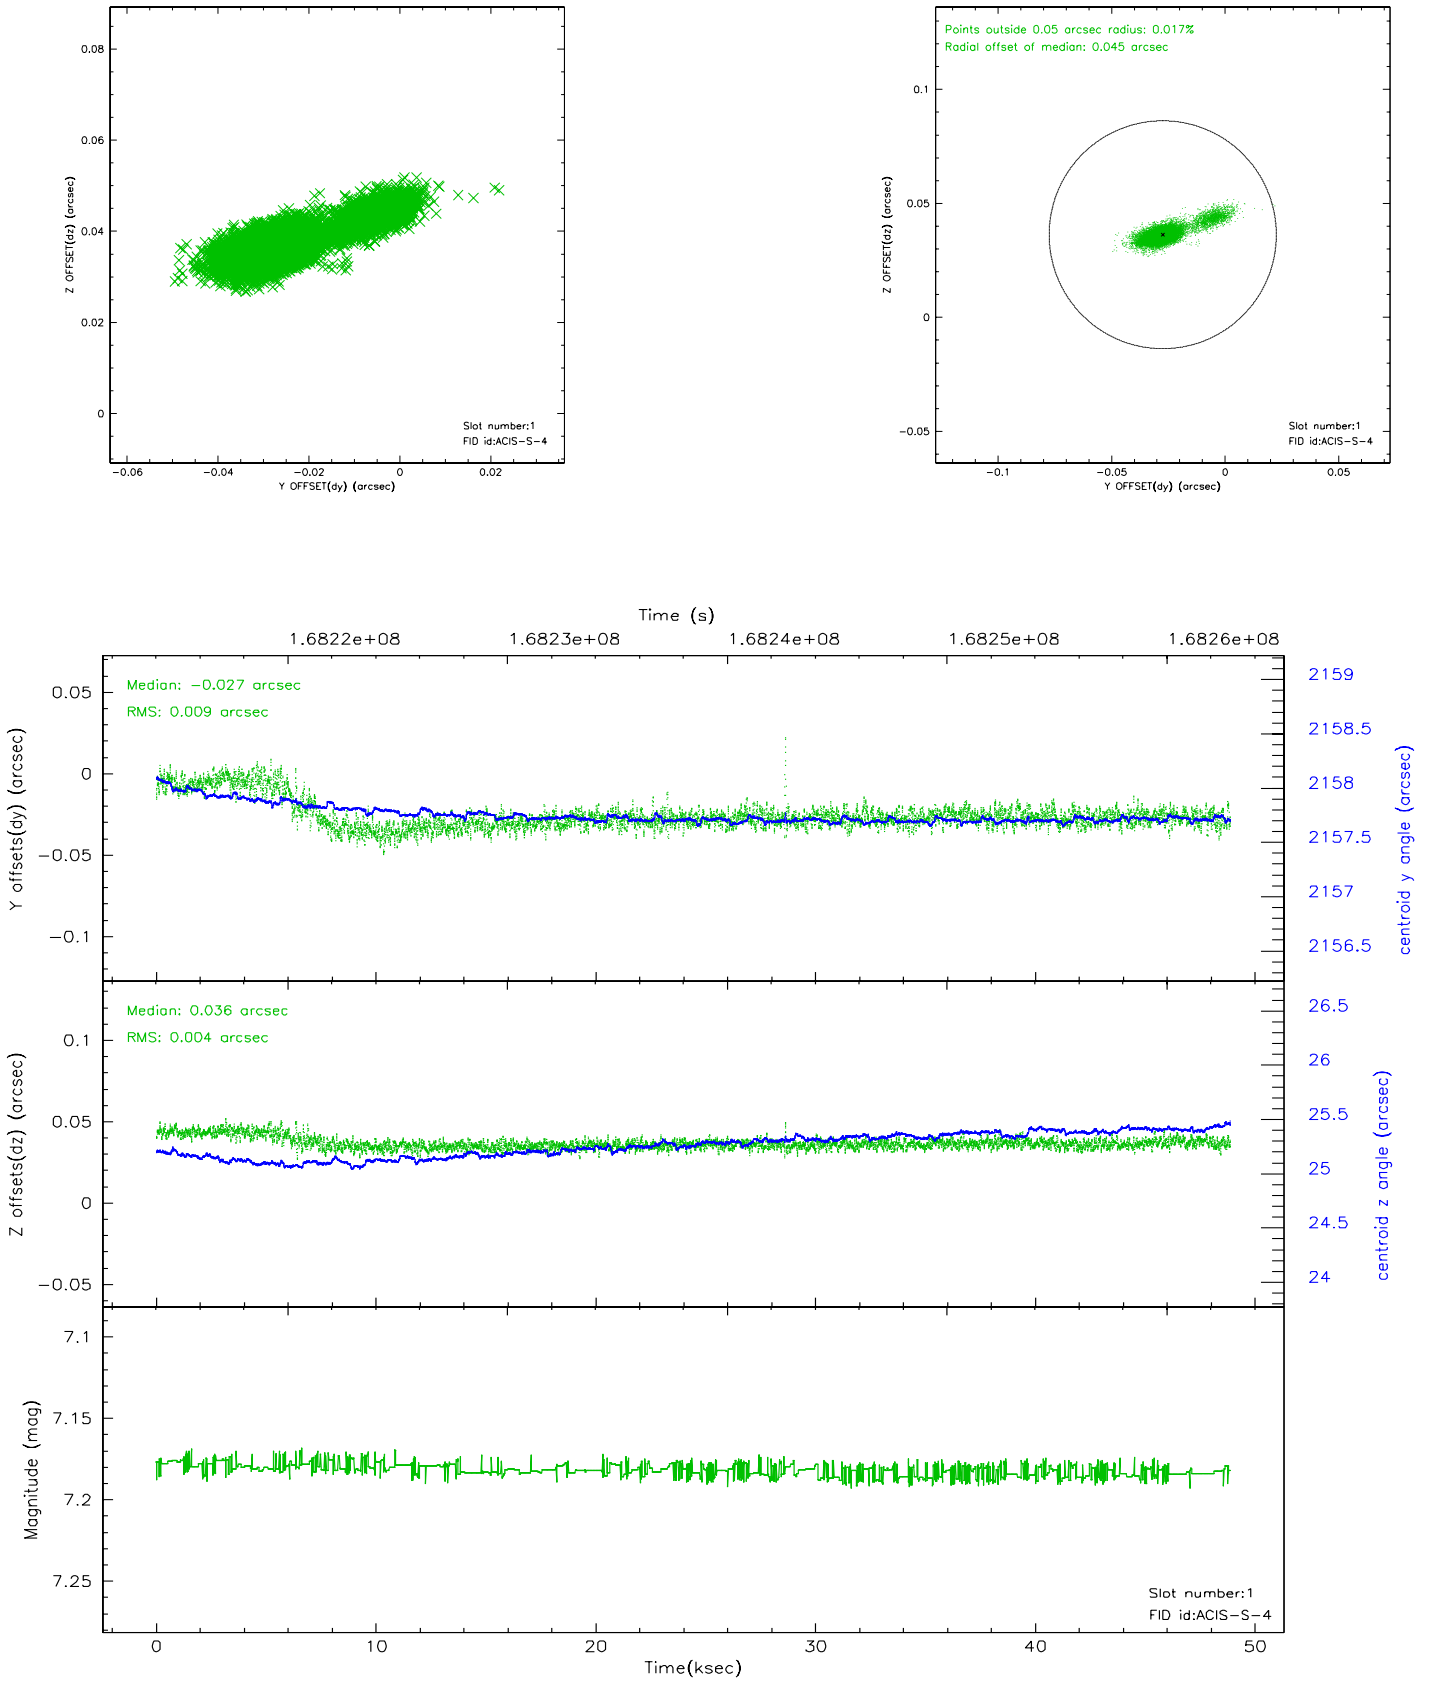 0.08
0.06
0.04
0.02
0
Z OFFSET(dz) (arcsec)
Slot number:1
FID id:ACIS-S-4
-0.06 -0.04 -0.02 0 0.02
Y OFFSET(dy) (arcsec)
Points outside 0.05 arcsec radius: 0.017%
Radial offset of median: 0.045 arcsec
0.1
0.05
0
-0.05
Z OFFSET(dz) (arcsec)
Slot number:1
FID id:ACIS-S-4
-0.1 -0.05 0 0.05
Y OFFSET(dy) (arcsec)
Time (s)
1.6822e+08 1.6823e+08 1.6824e+08 1.6825e+08 1.6826e+08
Median: -0.027 arcsec
RMS: 0.009 arcsec
0.05
0
-0.05
-0.1
Y offsets(dy) (arcsec)
2159
2158.5
2158
2157.5
2157
2156.5
centroid y angle (arcsec)
Median: 0.036 arcsec
RMS: 0.004 arcsec
0.1
0.05
0
-0.05
Z offsets(dz) (arcsec)
26.5
26
25.5
25
24.5
24
centroid z angle (arcsec)
7.1
7.15
7.2
7.25
Magnitude (mag)
Slot number:1
FID id:ACIS-S-4
0 10 20 30 40 50
Time(ksec)